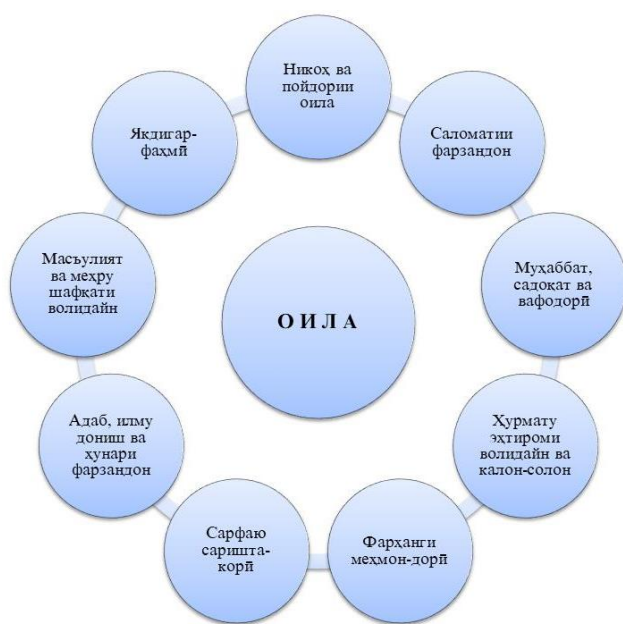 Никоҳ ва
пойдории
оила
Саломатии
фарзандон
Муҳаббат,
садоқат ва
вафодорӣ
Ҳурмату
эҳтироми
волидайн ва
калон-солон
Фарҳанги
меҳмон-дорӣ
Сарфаю
саришта-
корӣ
Адаб, илму
дониш ва
ҳунари
фарзандон
Масъулият
ва меҳру
шафқати
волидайн
Якдигар-
фаҳмӣ
О И Л А